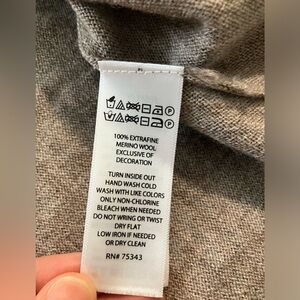 100% EXTRAFINE
MERINO WOOL
EXCLUSIVE OF
DECORATION
TURN INSIDE OUT
HAND WASH COLD
WASH WITH LIKE COLORS
ONLY NON-CHLORINE
BLEACH WHEN NEEDED
DO NOT WRING OR TWIST
DRY FLAT
LOW IRON IF NEEDED
OR DRY CLEAN
RN# 75343